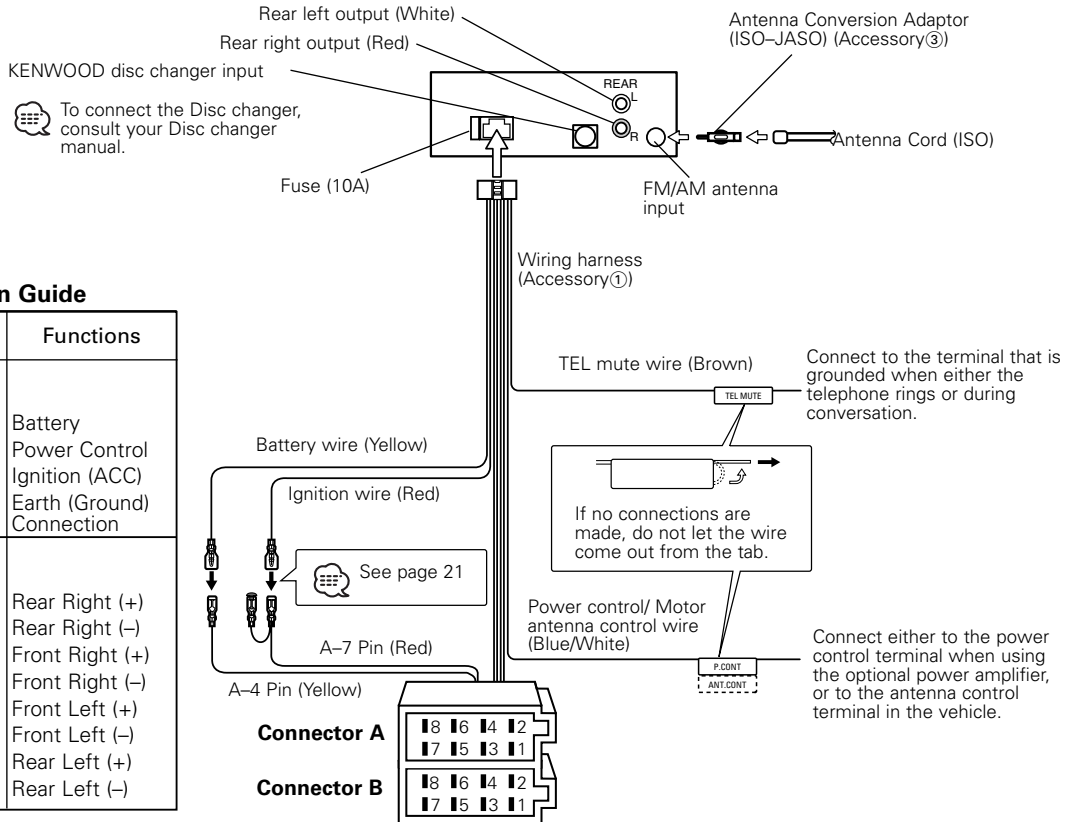 Rear left output (White)
Rear right output (Red)
KENWOOD disc changer input
To connect the Disc changer,
consult your Disc changer
manual.
Fuse (10A)
REAR
L
R
Antenna Conversion Adaptor
(ISO–JASO) (Accessory③)
Antenna Cord (ISO)
FM/AM antenna
input
Wiring harness
(Accessory①)
n Guide
Functions
Battery
Power Control
Ignition (ACC)
Earth (Ground)
Connection
Rear Right (+)
Rear Right (–)
Front Right (+)
Front Right (–)
Front Left (+)
Front Left (–)
Rear Left (+)
Rear Left (–)
TEL mute wire (Brown)
TEL MUTE
Connect to the terminal that is
grounded when either the
telephone rings or during
conversation.
Battery wire (Yellow)
Ignition wire (Red)
If no connections are
made, do not let the wire
come out from the tab.
See page 21
Power control/ Motor
antenna control wire
(Blue/White)
P.CONT
ANT.CONT
Connect either to the power
control terminal when using
the optional power amplifier,
or to the antenna control
terminal in the vehicle.
A–7 Pin (Red)
A–4 Pin (Yellow)
Connector A
8 6 4 2
7 5 3 1
Connector B
8 6 4 2
7 5 3 1